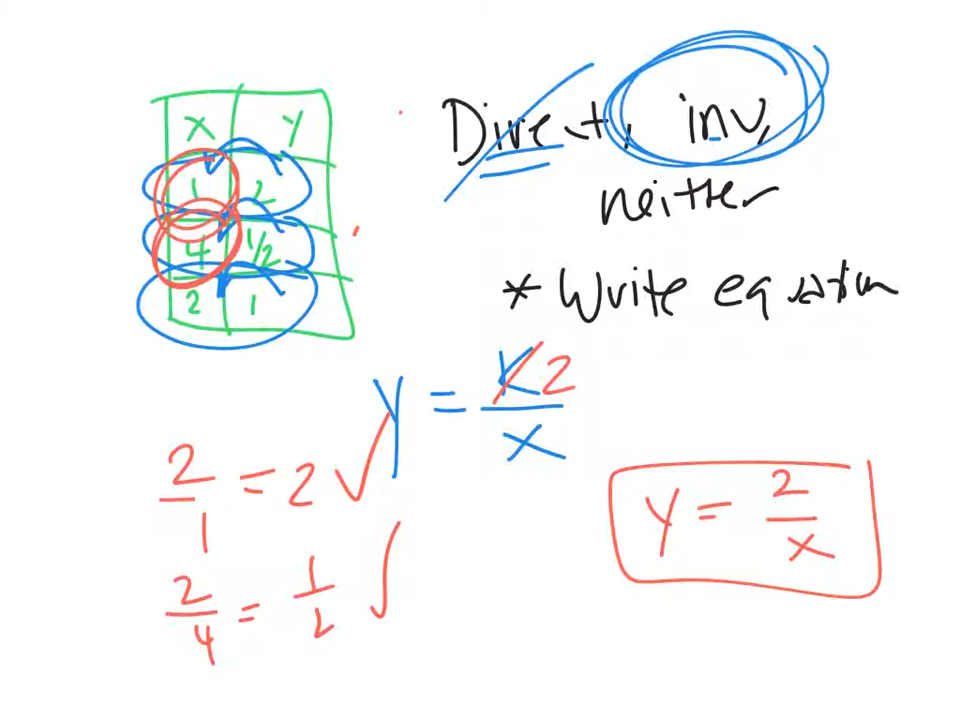 X Y
1 2
4 1/2
2 1
Direct, inv,
neither
* Write equation
y = k 2 / x
2/1 = 2 √
2/4 = 1/2 √
y = 2/x